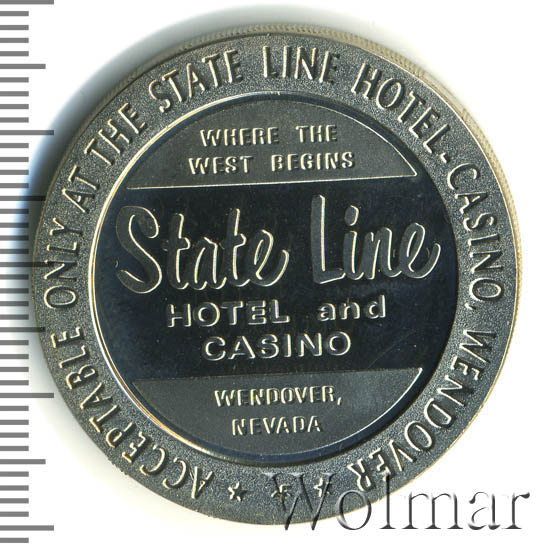 ACCEPTABLE ONLY AT THE STATE LINE HOTEL-CASINO, WENDOVER
WHERE THE
WEST BEGINS
State Line
HOTEL and
CASINO
WENDOVER,
NEVADA
Wolmar